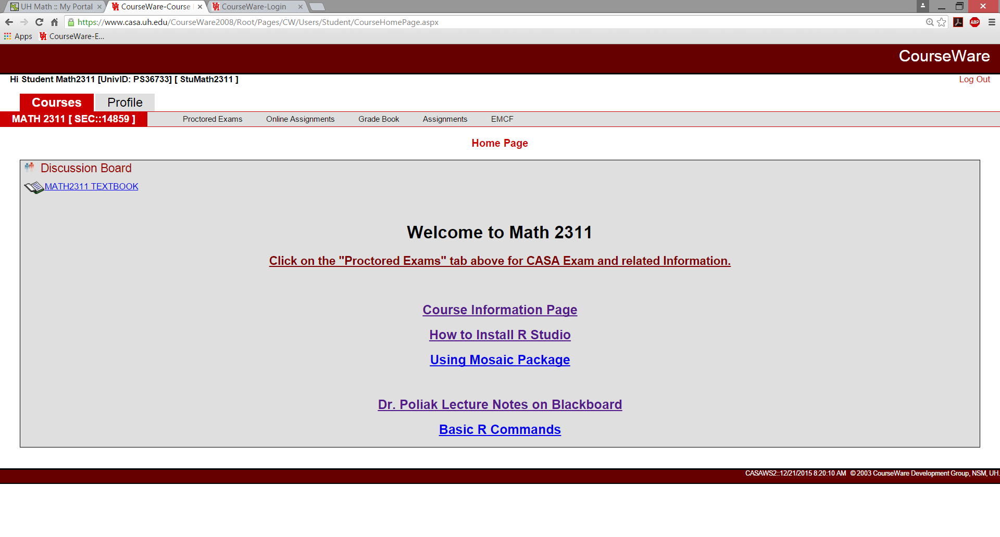 UH Math :: My Portal
CourseWare-Course
CourseWare-Login
https://www.casa.uh.edu/CourseWare2008/Root/Pages/CW/Users/Student/CourseHomePage.aspx
ABP
Apps
CourseWare-E...
CourseWare
Hi Student Math2311 [UnivID: PS36733] [ StuMath2311 ]
Log Out
Courses
Profile
MATH 2311 [ SEC::14859 ]
Proctored Exams
Online Assignments
Grade Book
Assignments
EMCF
Home Page
Discussion Board
MATH2311 TEXTBOOK
Welcome to Math 2311
Click on the "Proctored Exams" tab above for CASA Exam and related Information.
Course Information Page
How to Install R Studio
Using Mosaic Package
Dr. Poliak Lecture Notes on Blackboard
Basic R Commands
CASAWS2::12/21/2015 8:20:10 AM © 2003 CourseWare Development Group, NSM, UH.